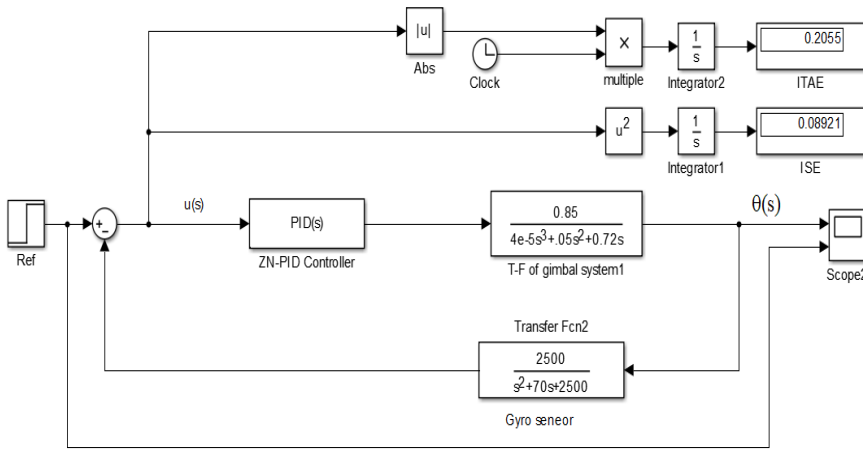 |u|
Abs
Clock
×
multiple
1
s
Integrator2
0.2055
ITAE
u²
1
s
Integrator1
0.08921
ISE
Ref
+
−
u(s)
PID(s)
ZN-PID Controller
0.85
4e-5s³+.05s²+0.72s
T-F of gimbal system1
θ(s)
Scope2
Transfer Fcn2
2500
s²+70s+2500
Gyro seneor